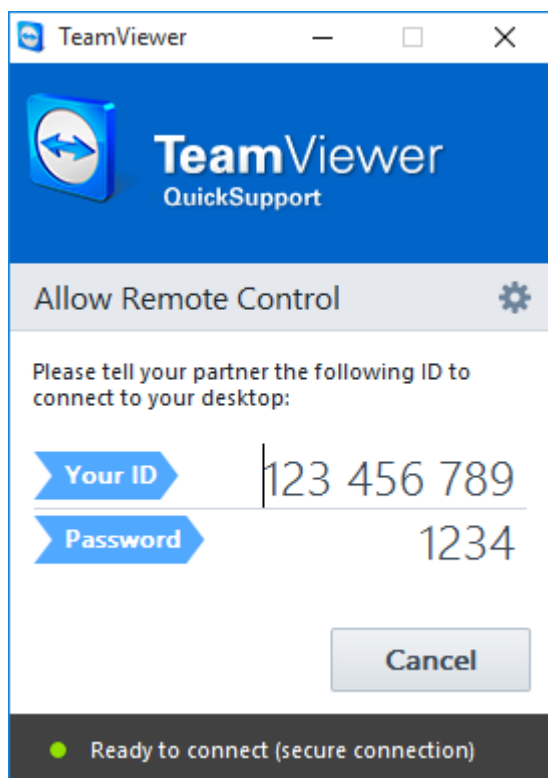 TeamViewer
TeamViewer
QuickSupport
Allow Remote Control
Please tell your partner the following ID to
connect to your desktop:
Your ID 123 456 789
Password 1234
Cancel
Ready to connect (secure connection)